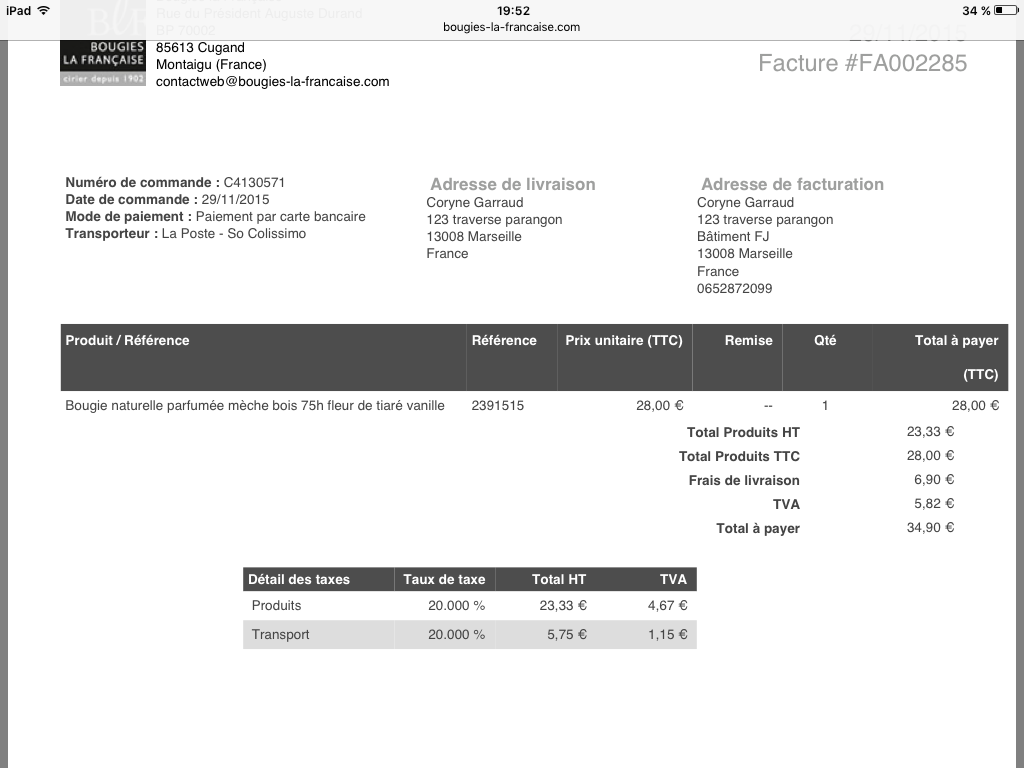 iPad 19:52 34 %
bougies-la-francaise.com
Rue du Président Auguste Durand
BP 70002
29/11/2015
BOUGIES
LA FRANÇAISE
cirier depuis 1902
85613 Cugand
Montaigu (France)
contactweb@bougies-la-francaise.com
Facture #FA002285
Numéro de commande : C4130571
Date de commande : 29/11/2015
Mode de paiement : Paiement par carte bancaire
Transporteur : La Poste - So Colissimo
Adresse de livraison
Coryne Garraud
123 traverse parangon
13008 Marseille
France
Adresse de facturation
Coryne Garraud
123 traverse parangon
Bâtiment FJ
13008 Marseille
France
0652872099
Produit / Référence Référence Prix unitaire (TTC) Remise Qté Total à payer
(TTC)
Bougie naturelle parfumée mèche bois 75h fleur de tiaré vanille 2391515 28,00 € -- 1 28,00 €
Total Produits HT 23,33 €
Total Produits TTC 28,00 €
Frais de livraison 6,90 €
TVA 5,82 €
Total à payer 34,90 €
Détail des taxes Taux de taxe Total HT TVA
Produits 20.000 % 23,33 € 4,67 €
Transport 20.000 % 5,75 € 1,15 €